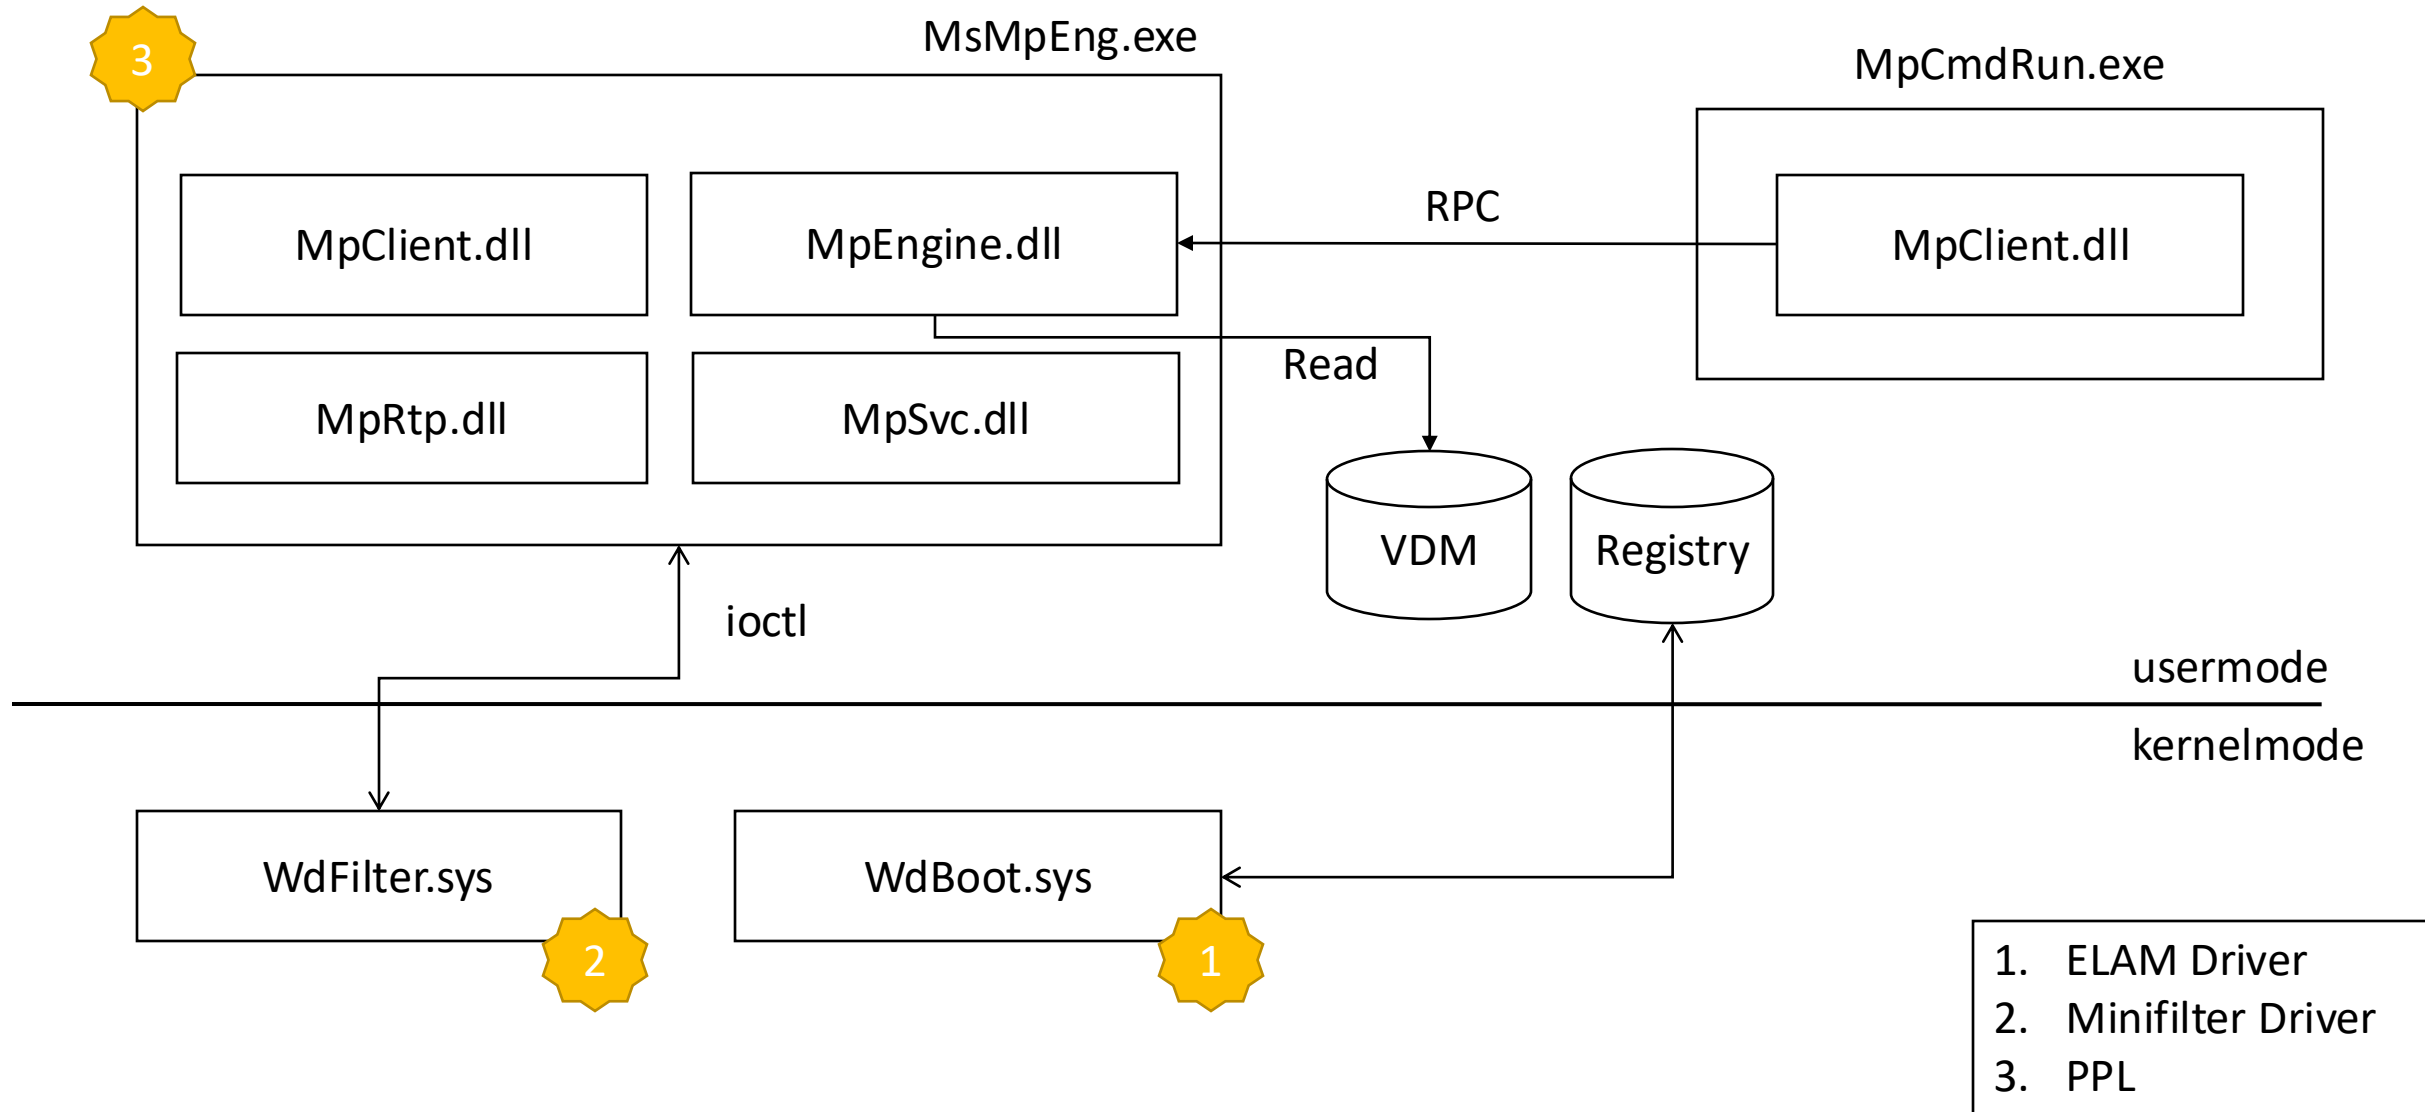 3
MsMpEng.exe
MpCmdRun.exe
MpClient.dll
MpEngine.dll
RPC
MpClient.dll
Read
MpRtp.dll
MpSvc.dll
VDM
Registry
ioctl
usermode
kernelmode
WdFilter.sys
WdBoot.sys
2
1
1. ELAM Driver
2. Minifilter Driver
3. PPL